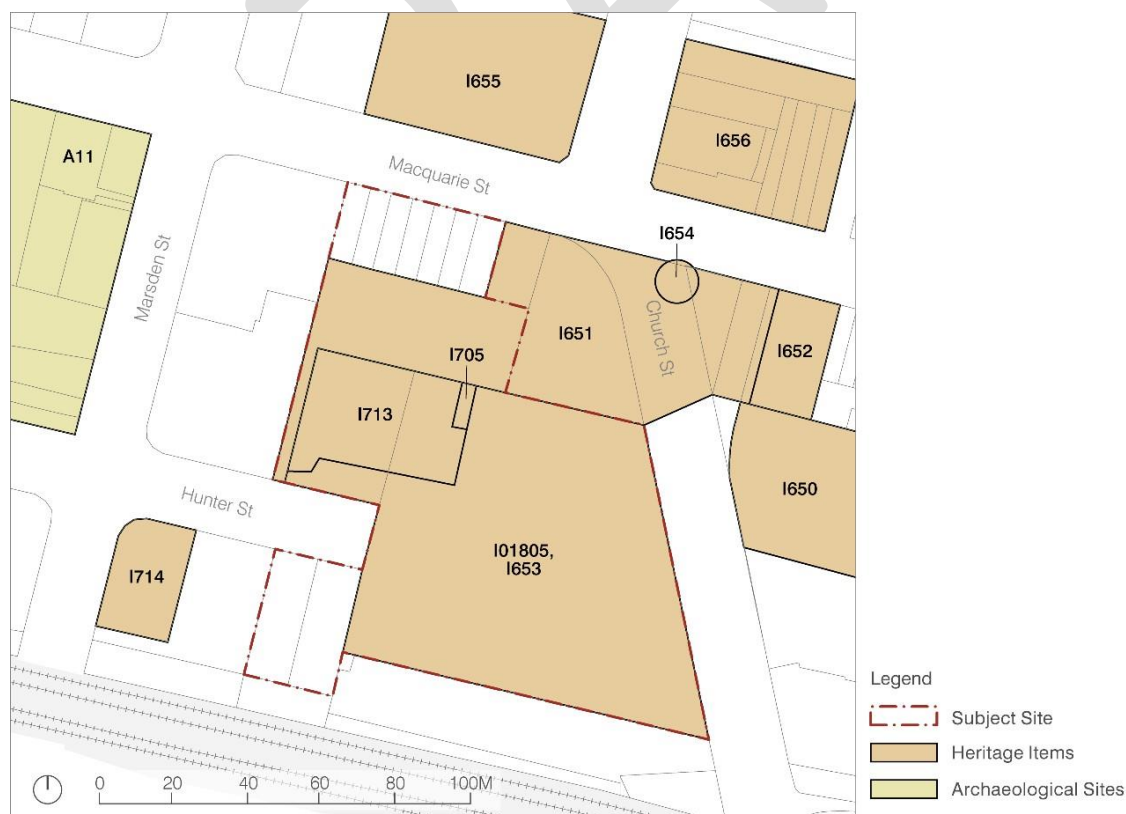 I655
I656
A11
Macquarie St
I654
Marsden St
I651
Church St
I652
I705
I713
I650
Hunter St
I01805,
I653
I714
Legend
Subject Site
Heritage Items
Archaeological Sites
0 20 40 60 80 100M